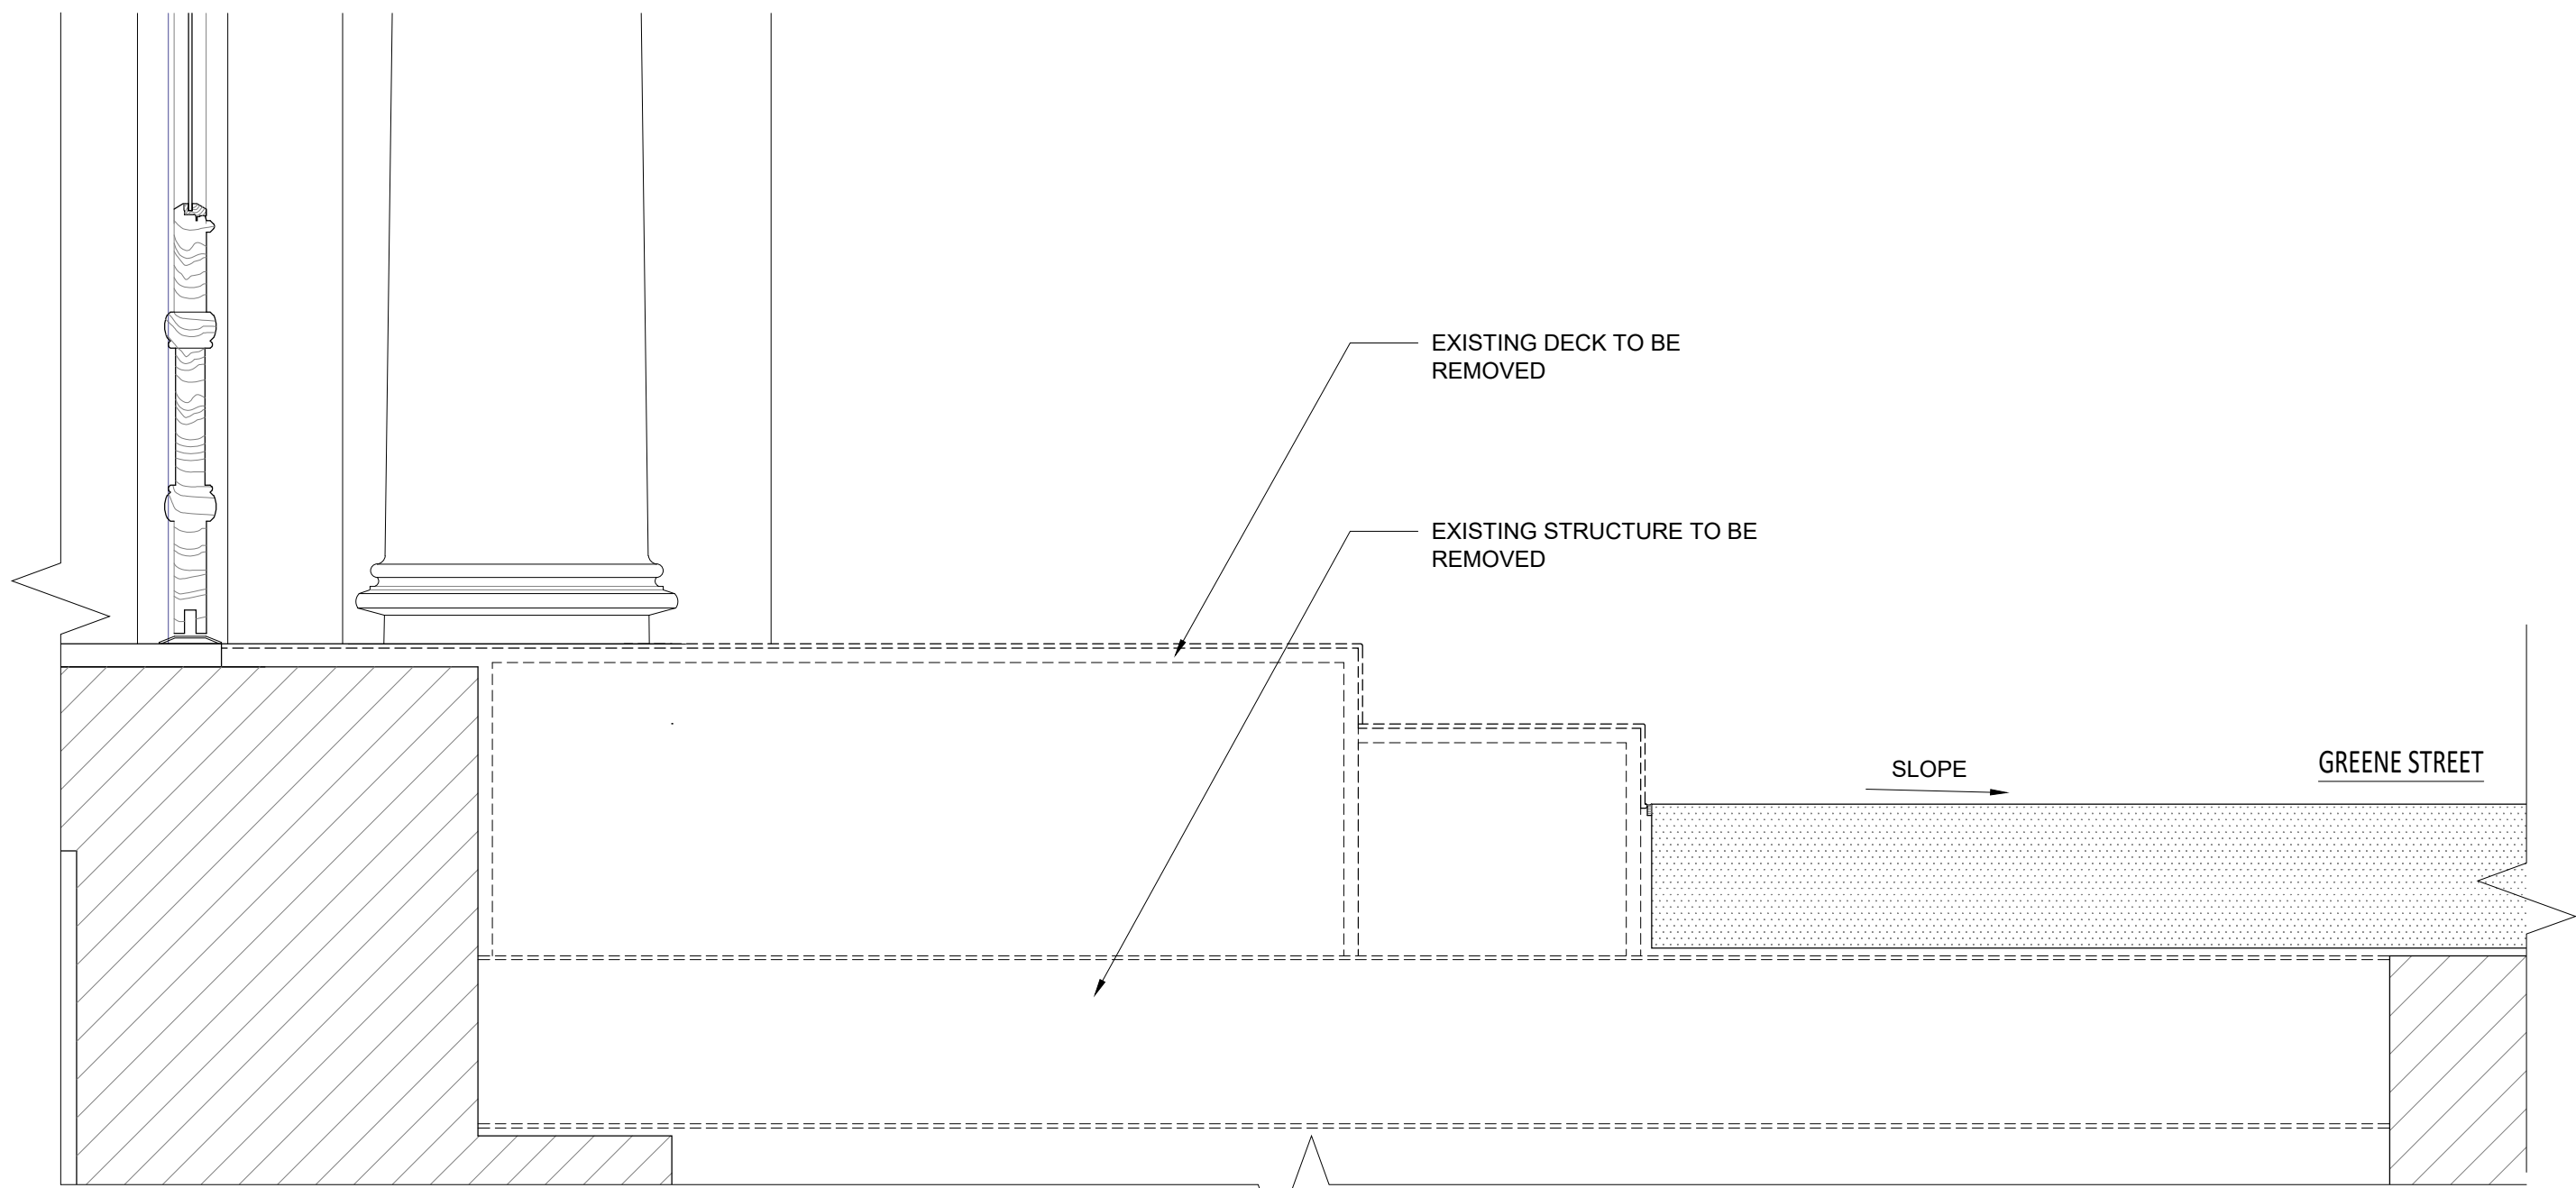 EXISTING DECK TO BE
REMOVED
EXISTING STRUCTURE TO BE
REMOVED
SLOPE
GREENE STREET